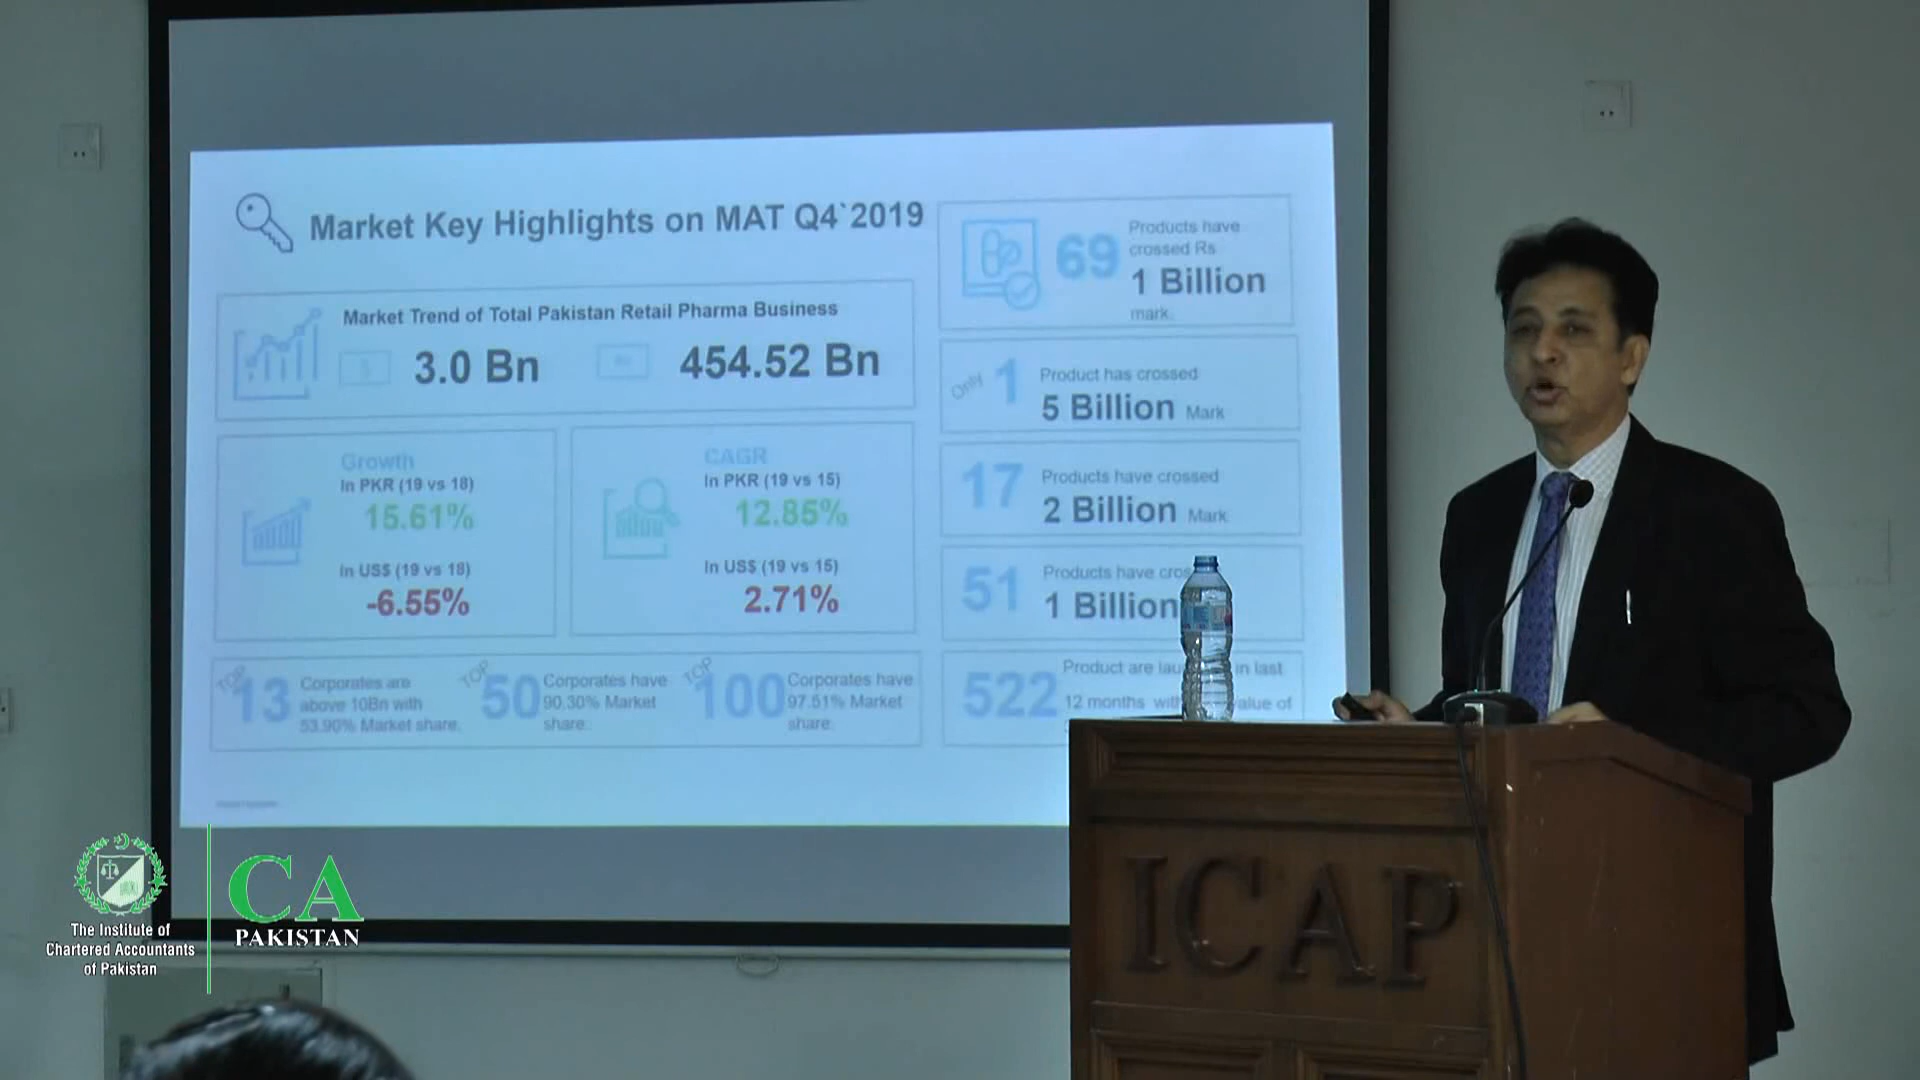 Market Key Highlights on MAT Q4`2019
Market Trend of Total Pakistan Retail Pharma Business
3.0 Bn
454.52 Bn
Growth
In PKR (19 vs 18)
15.61%
In US$ (19 vs 18)
-6.55%
CAGR
In PKR (19 vs 15)
12.85%
In US$ (19 vs 15)
2.71%
TOP
13
Corporates are
above 10Bn with
53.90% Market share.
TOP
50
Corporates have
90.30% Market
share.
TOP
100
Corporates have
97.51% Market
share.
69
Products have
crossed Rs.
1 Billion
mark.
Only 1
Product has crossed
5 Billion Mark
17
Products have crossed
2 Billion Mark
51
Products have
1 Billion
522
Product are in last
12 months of
ICAP
The Institute of
Chartered Accountants
of Pakistan
CA
PAKISTAN